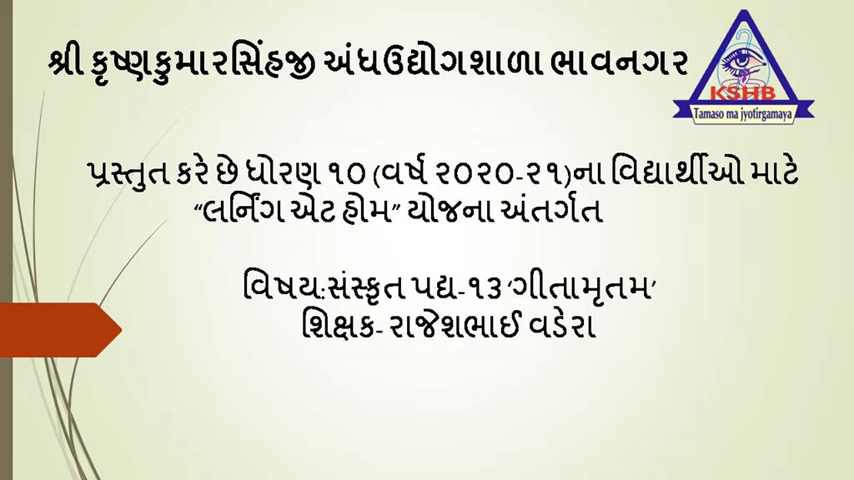 શ્રી કૃષ્ણકુમારસિંહજી અંધઉદ્યોગશાળા ભાવનગર
KSHB
Tamaso ma jyotirgamaya
પ્રસ્તુત કરે છે ધોરણ ૧૦ (વર્ષ ૨૦૨૦-૨૧)ના વિદ્યાર્થીઓ માટે
“લર્નિંગ એટ હોમ” યોજના અંતર્ગત
વિષય:સંસ્કૃત પદ્ય-૧૩ ‘ગીતામૃતમ’
શિક્ષક- રાજેશભાઈ વડેરા